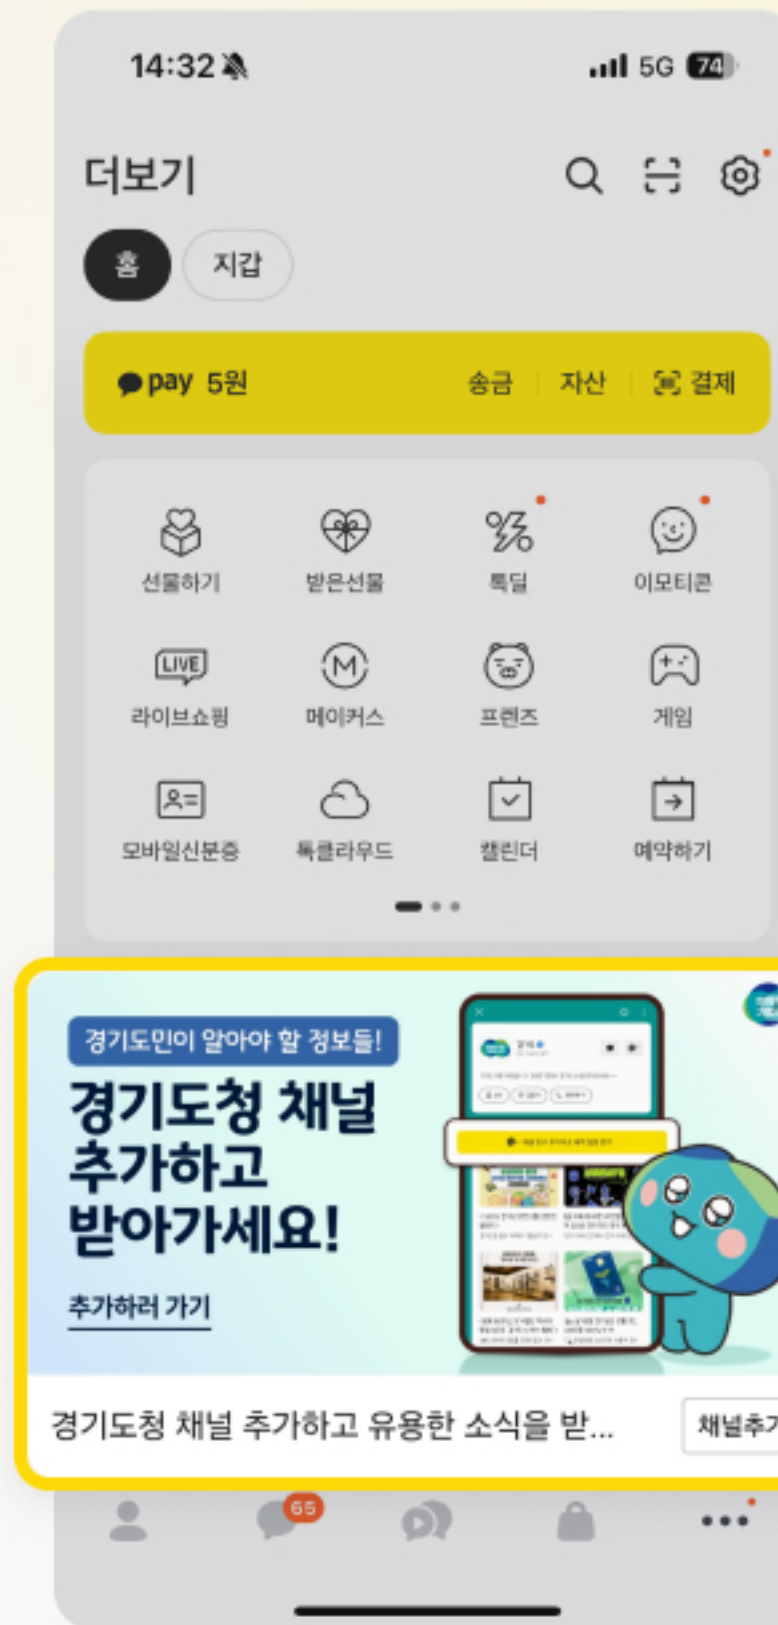 14:32
5G 74
더보기
홈 지갑
pay 5원 송금 자산 결제
선물하기 받은선물 톡딜 이모티콘
LIVE M
라이브쇼핑 메이커스 프렌즈 게임
모바일신분증 톡클라우드 캘린더 예약하기
경기도민이 알아야 할 정보들!
경기도청 채널
추가하고
받아가세요!
추가하러 가기
경기도청 채널 추가하고 유용한 소식을 받...
채널추가
65